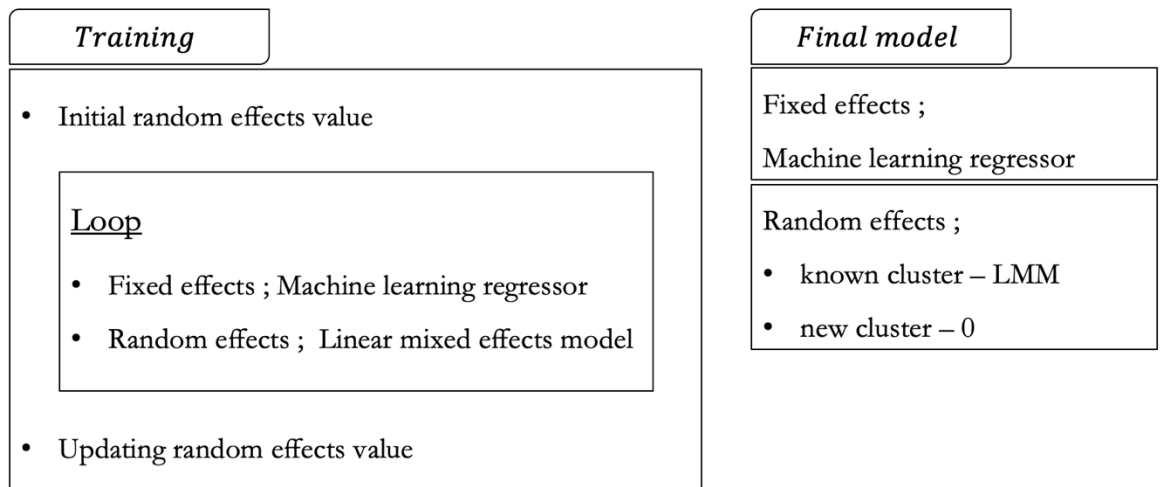 Training
• Initial random effects value
Loop
• Fixed effects ; Machine learning regressor
• Random effects ; Linear mixed effects model
• Updating random effects value
Final model
Fixed effects ;
Machine learning regressor
Random effects ;
• known cluster – LMM
• new cluster – 0